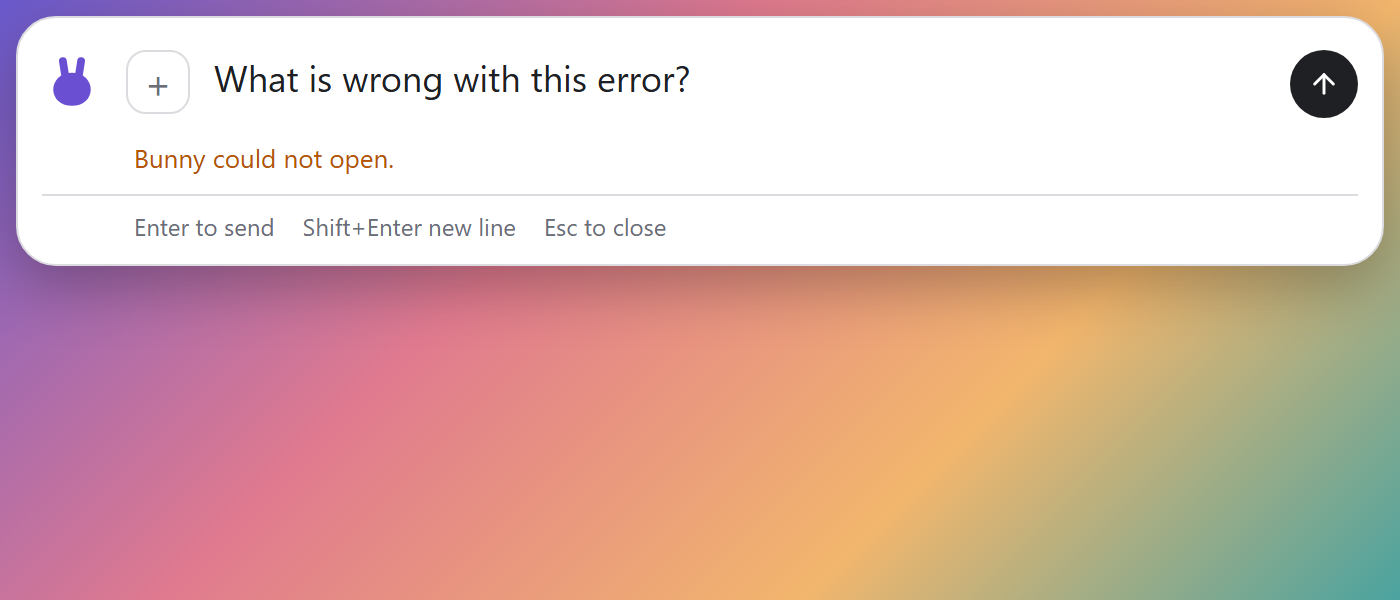 What is wrong with this error?
Bunny could not open.
Enter to send Shift+Enter new line Esc to close